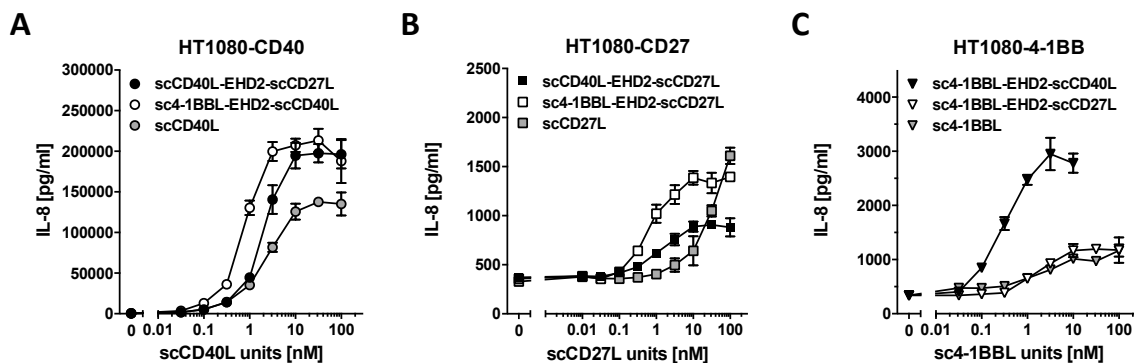 A
HT1080-CD40
IL-8 [pg/ml]
300000
250000
200000
150000
100000
50000
0
scCD40L-EHD2-scCD27L
sc4-1BBL-EHD2-scCD40L
scCD40L
0 0.01 0.1 1 10 100
scCD40L units [nM]
B
HT1080-CD27
IL-8 [pg/ml]
2500
2000
1500
1000
500
0
scCD40L-EHD2-scCD27L
sc4-1BBL-EHD2-scCD27L
scCD27L
0 0.01 0.1 1 10 100
scCD27L units [nM]
C
HT1080-4-1BB
IL-8 [pg/ml]
4000
3000
2000
1000
0
sc4-1BBL-EHD2-scCD40L
sc4-1BBL-EHD2-scCD27L
sc4-1BBL
0 0.01 0.1 1 10 100
sc4-1BBL units [nM]